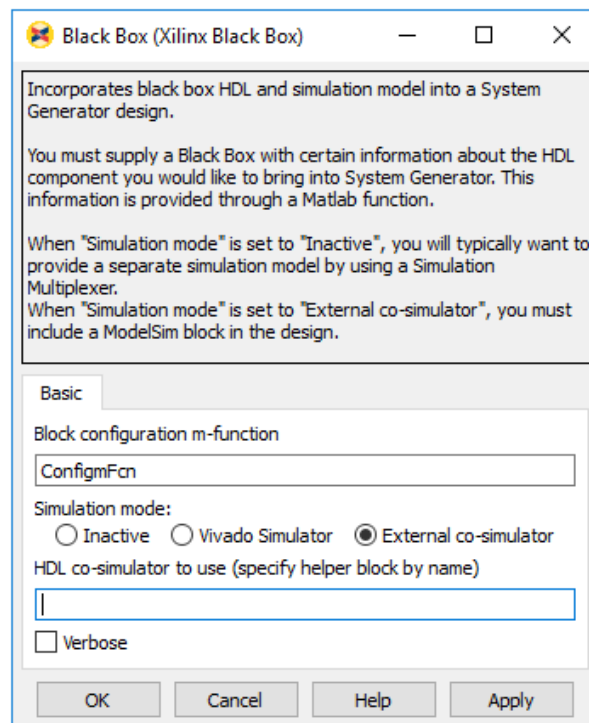 Black Box (Xilinx Black Box)
Incorporates black box HDL and simulation model into a System
Generator design.
You must supply a Black Box with certain information about the HDL
component you would like to bring into System Generator. This
information is provided through a Matlab function.
When "Simulation mode" is set to "Inactive", you will typically want to
provide a separate simulation model by using a Simulation
Multiplexer.
When "Simulation mode" is set to "External co-simulator", you must
include a ModelSim block in the design.
Basic
Block configuration m-function
ConfigmFcn
Simulation mode:
Inactive Vivado Simulator External co-simulator
HDL co-simulator to use (specify helper block by name)
Verbose
OK Cancel Help Apply